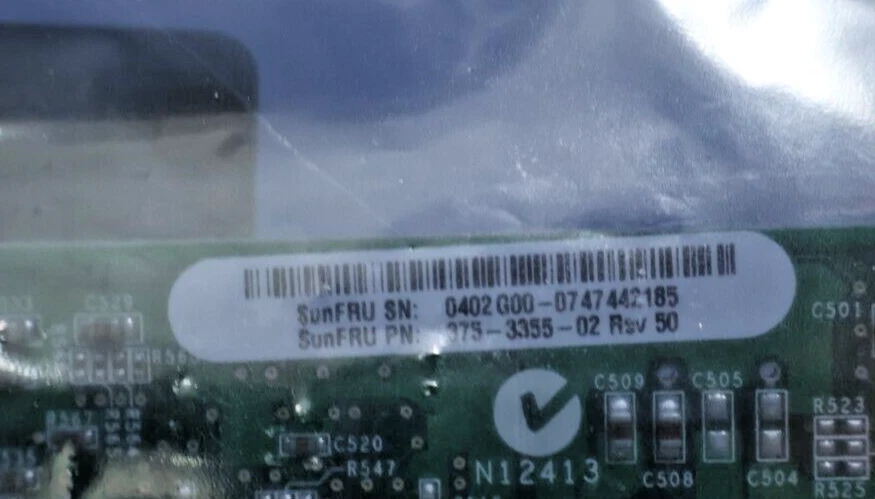 SunFRU SN: 0402G00-0747442185
SunFRU PN: 375-3355-02 Rev 50
C501
C509
C505
R523
C520
R547
N12413
C508
C504
R525